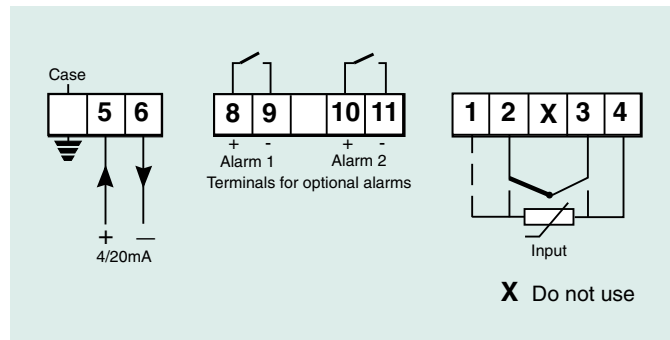 Case
5 6
+ —
4/20mA
8 9 10 11
+ - + -
Alarm 1 Alarm 2
Terminals for optional alarms
1 2 X 3 4
Input
X Do not use